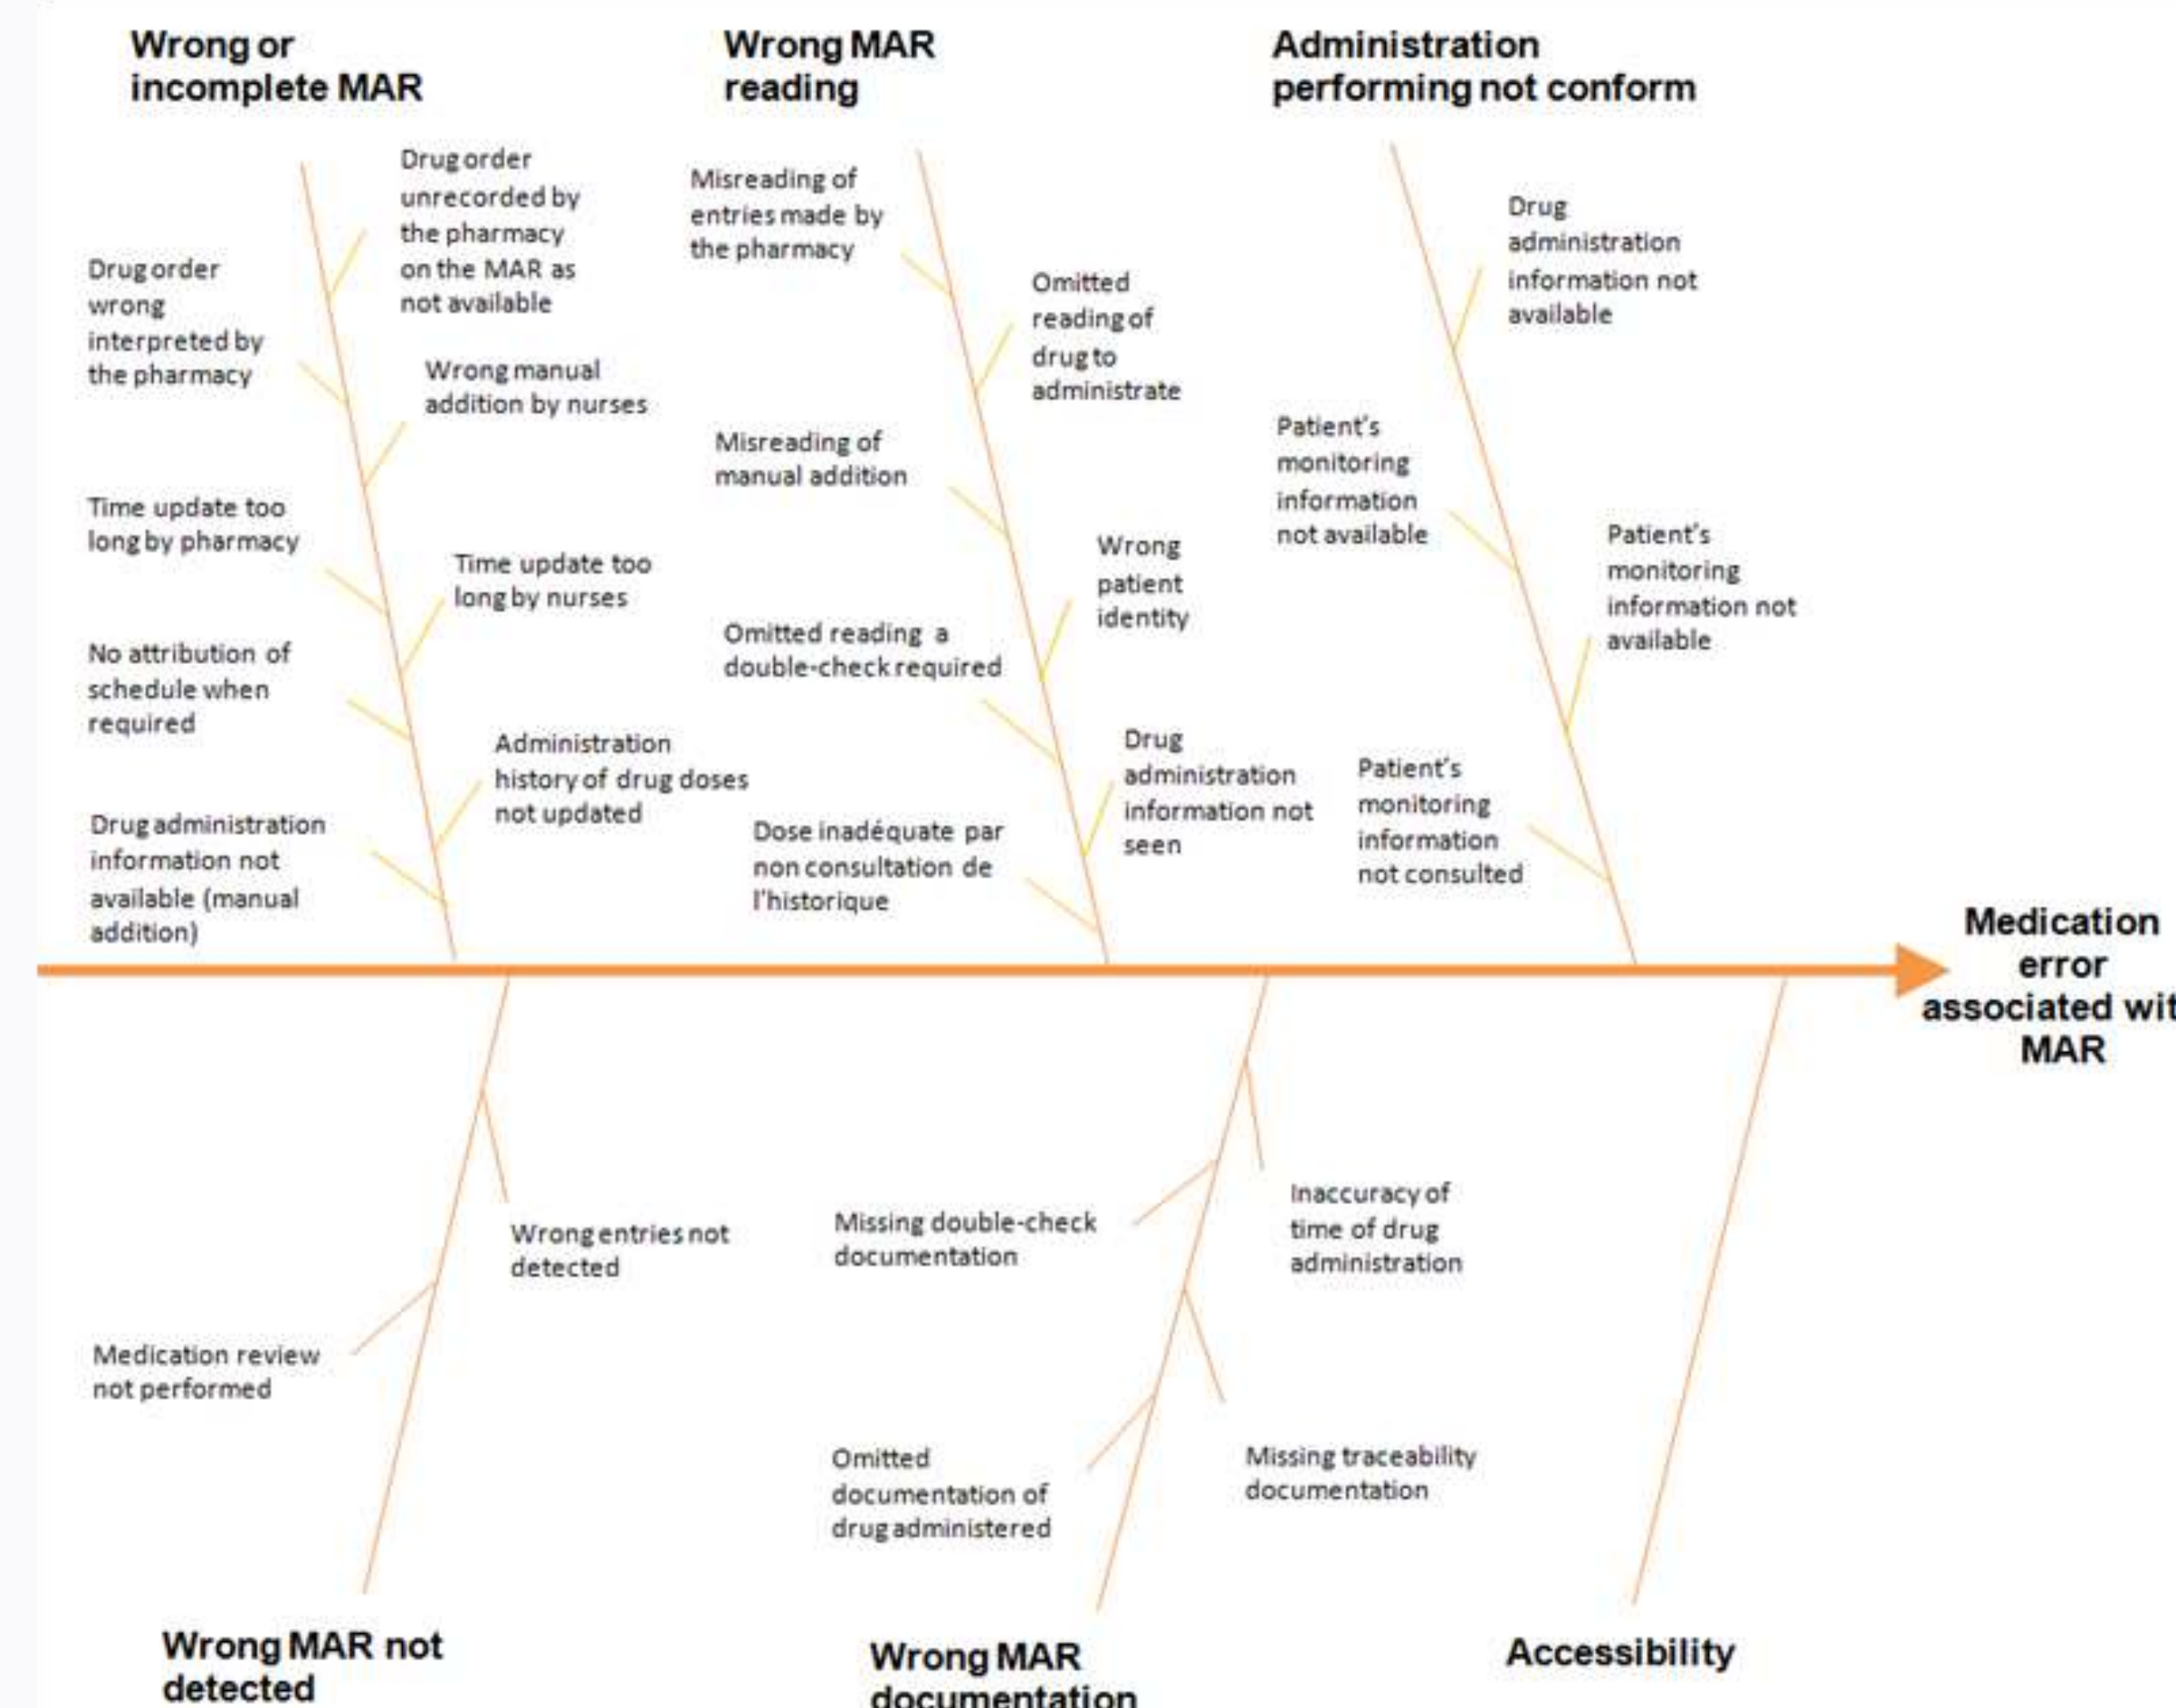 Wrong or
incomplete MAR
Wrong MAR
reading
Administration
performing not conform
Drug order
unrecorded by
the pharmacy
on the MAR as
not available
Drug order
wrong
interpreted by
the pharmacy
Wrong manual
addition by nurses
Time update too
long by pharmacy
Time update too
long by nurses
No attribution of
schedule when
required
Administration
history of drug doses
not updated
Drug administration
information not
available (manual
addition)
Misreading of
entries made by
the pharmacy
Omitted
reading of
drug to
administrate
Misreading of
manual addition
Wrong
patient
identity
Omitted reading a
double-check required
Drug
administration
information not
seen
Dose inadéquate par
non consultation de
l'historique
Drug
administration
information not
available
Patient's
monitoring
information
not available
Patient's
monitoring
information not
available
Patient's
monitoring
information
not consulted
Medication
error
associated wit
MAR
Wrong entries not
detected
Medication review
not performed
Missing double-check
documentation
Inaccuracy of
time of drug
administration
Omitted
documentation of
drug administered
Missing traceability
documentation
Wrong MAR not
detected
Wrong MAR
documentation
Accessibility